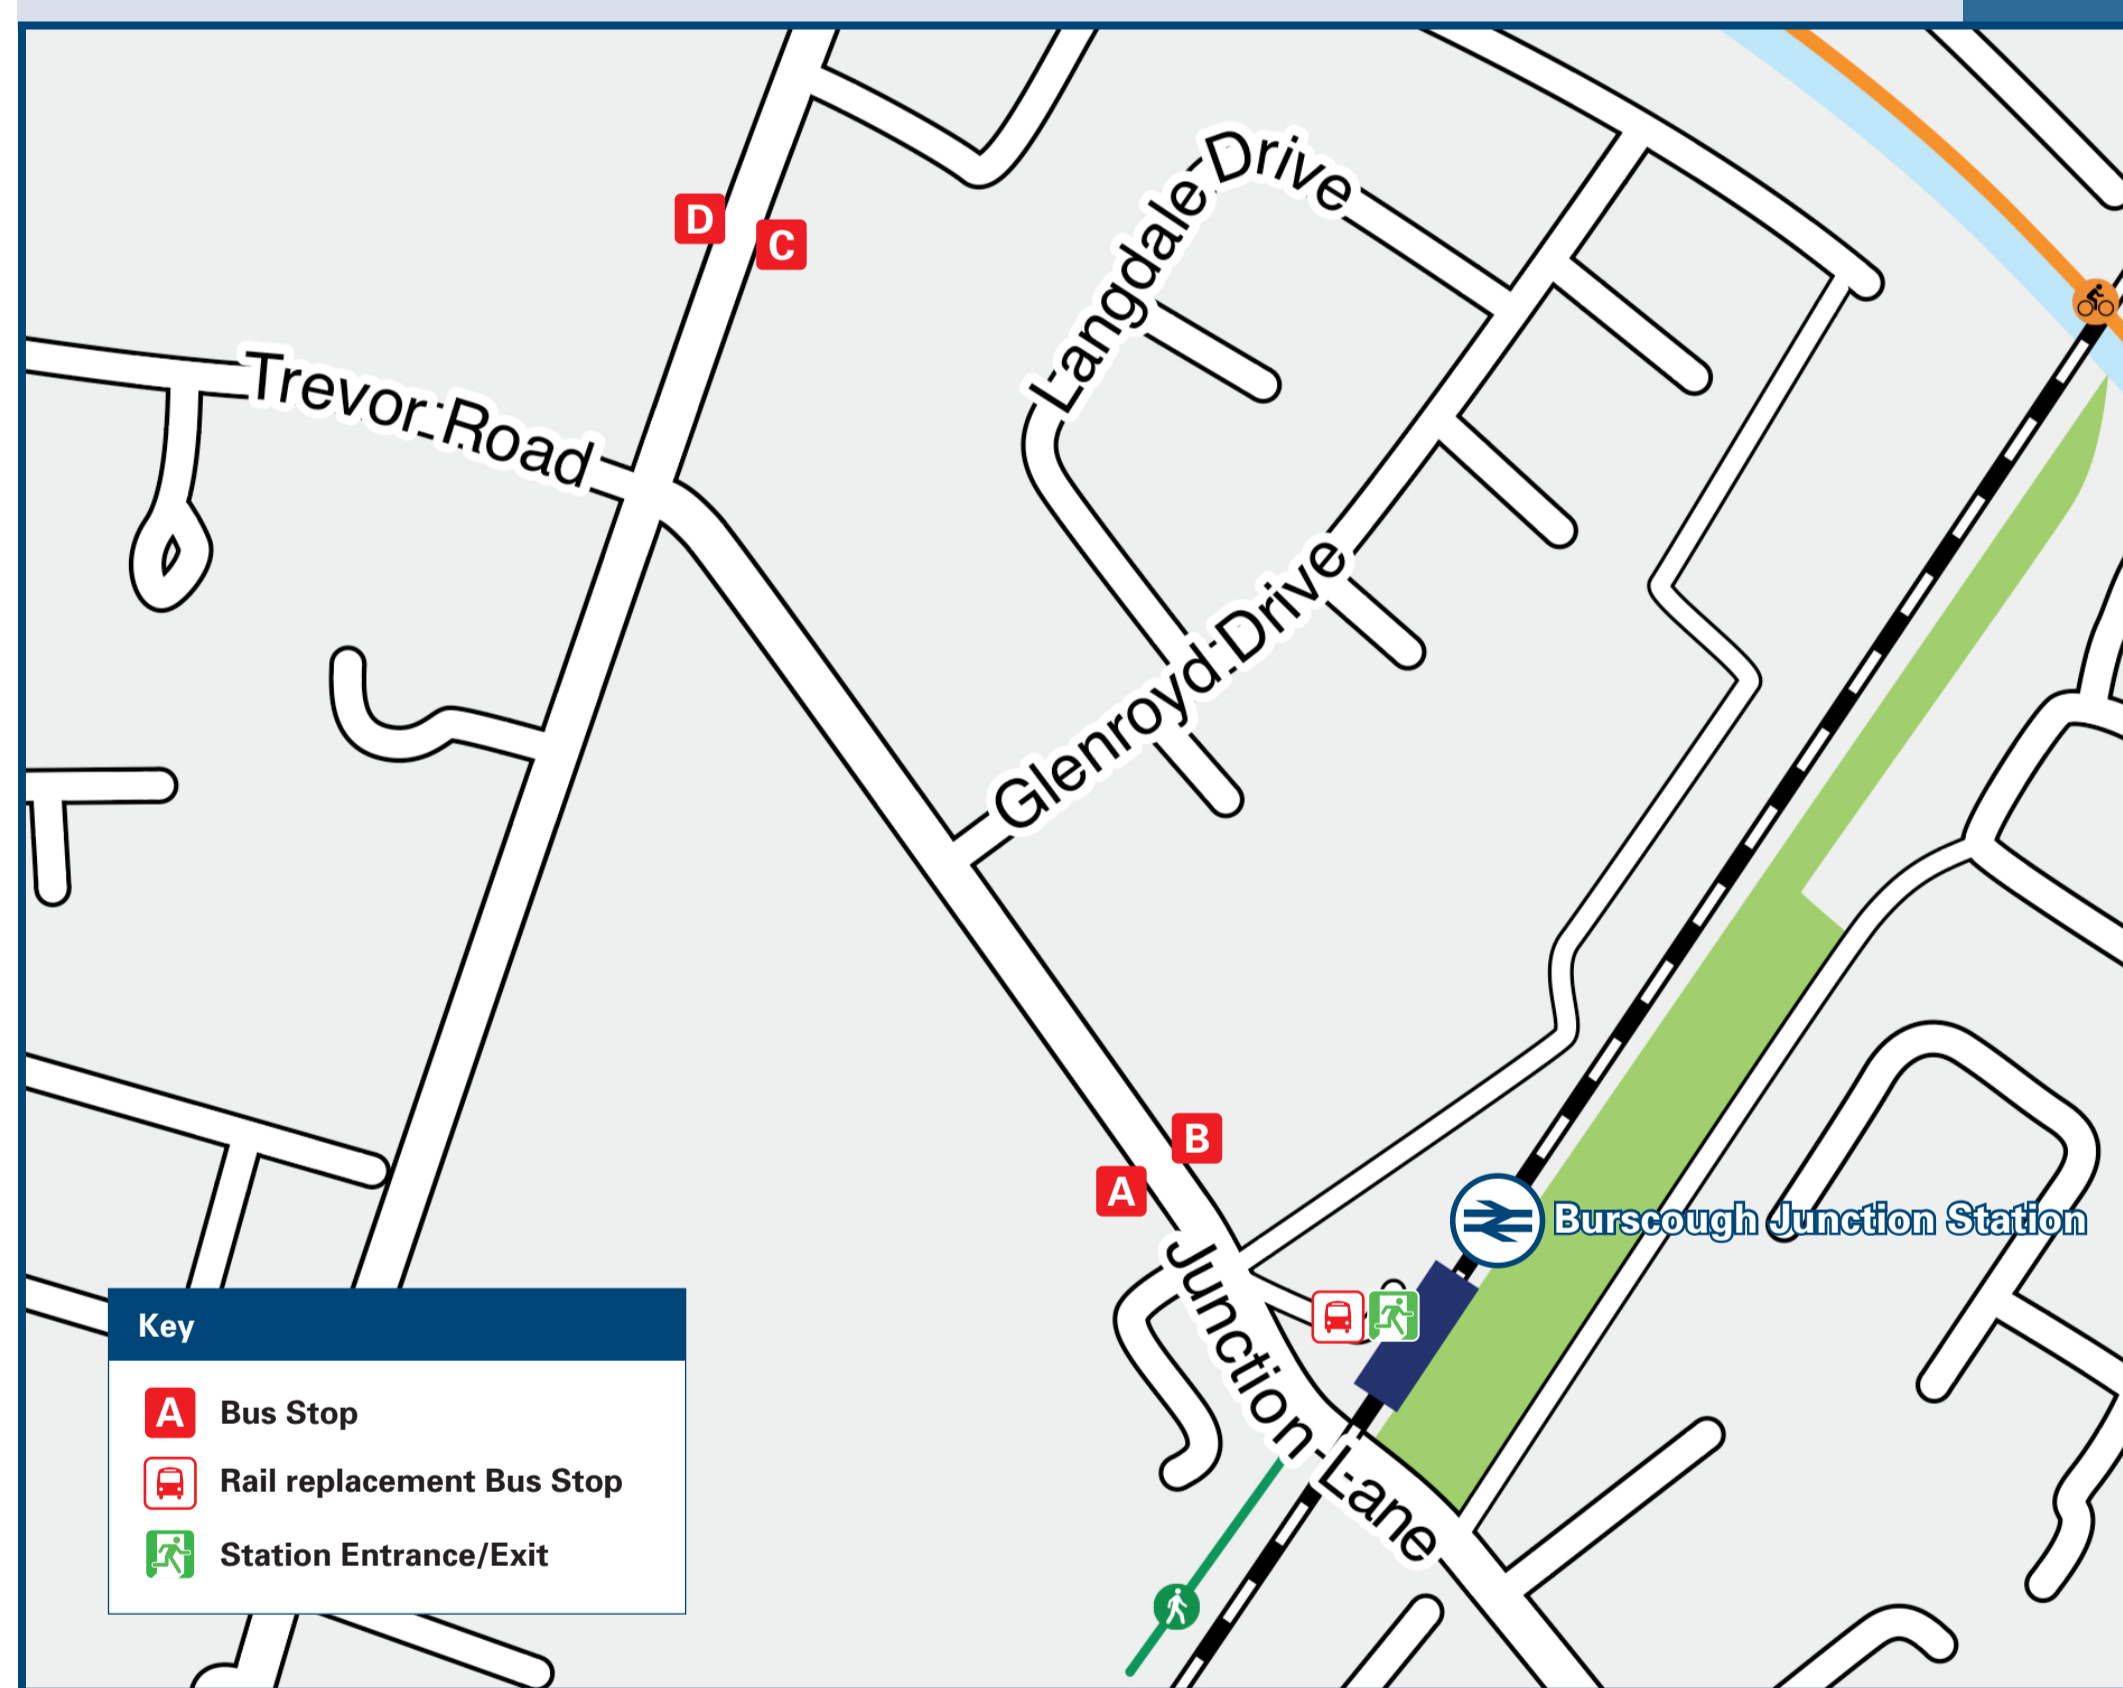 D
C
Langdale Drive
Trevor Road
Glenroyd Drive
B
A
Burscough Junction Station
Junction Lane
Key
A Bus Stop
Rail replacement Bus Stop
Station Entrance/Exit